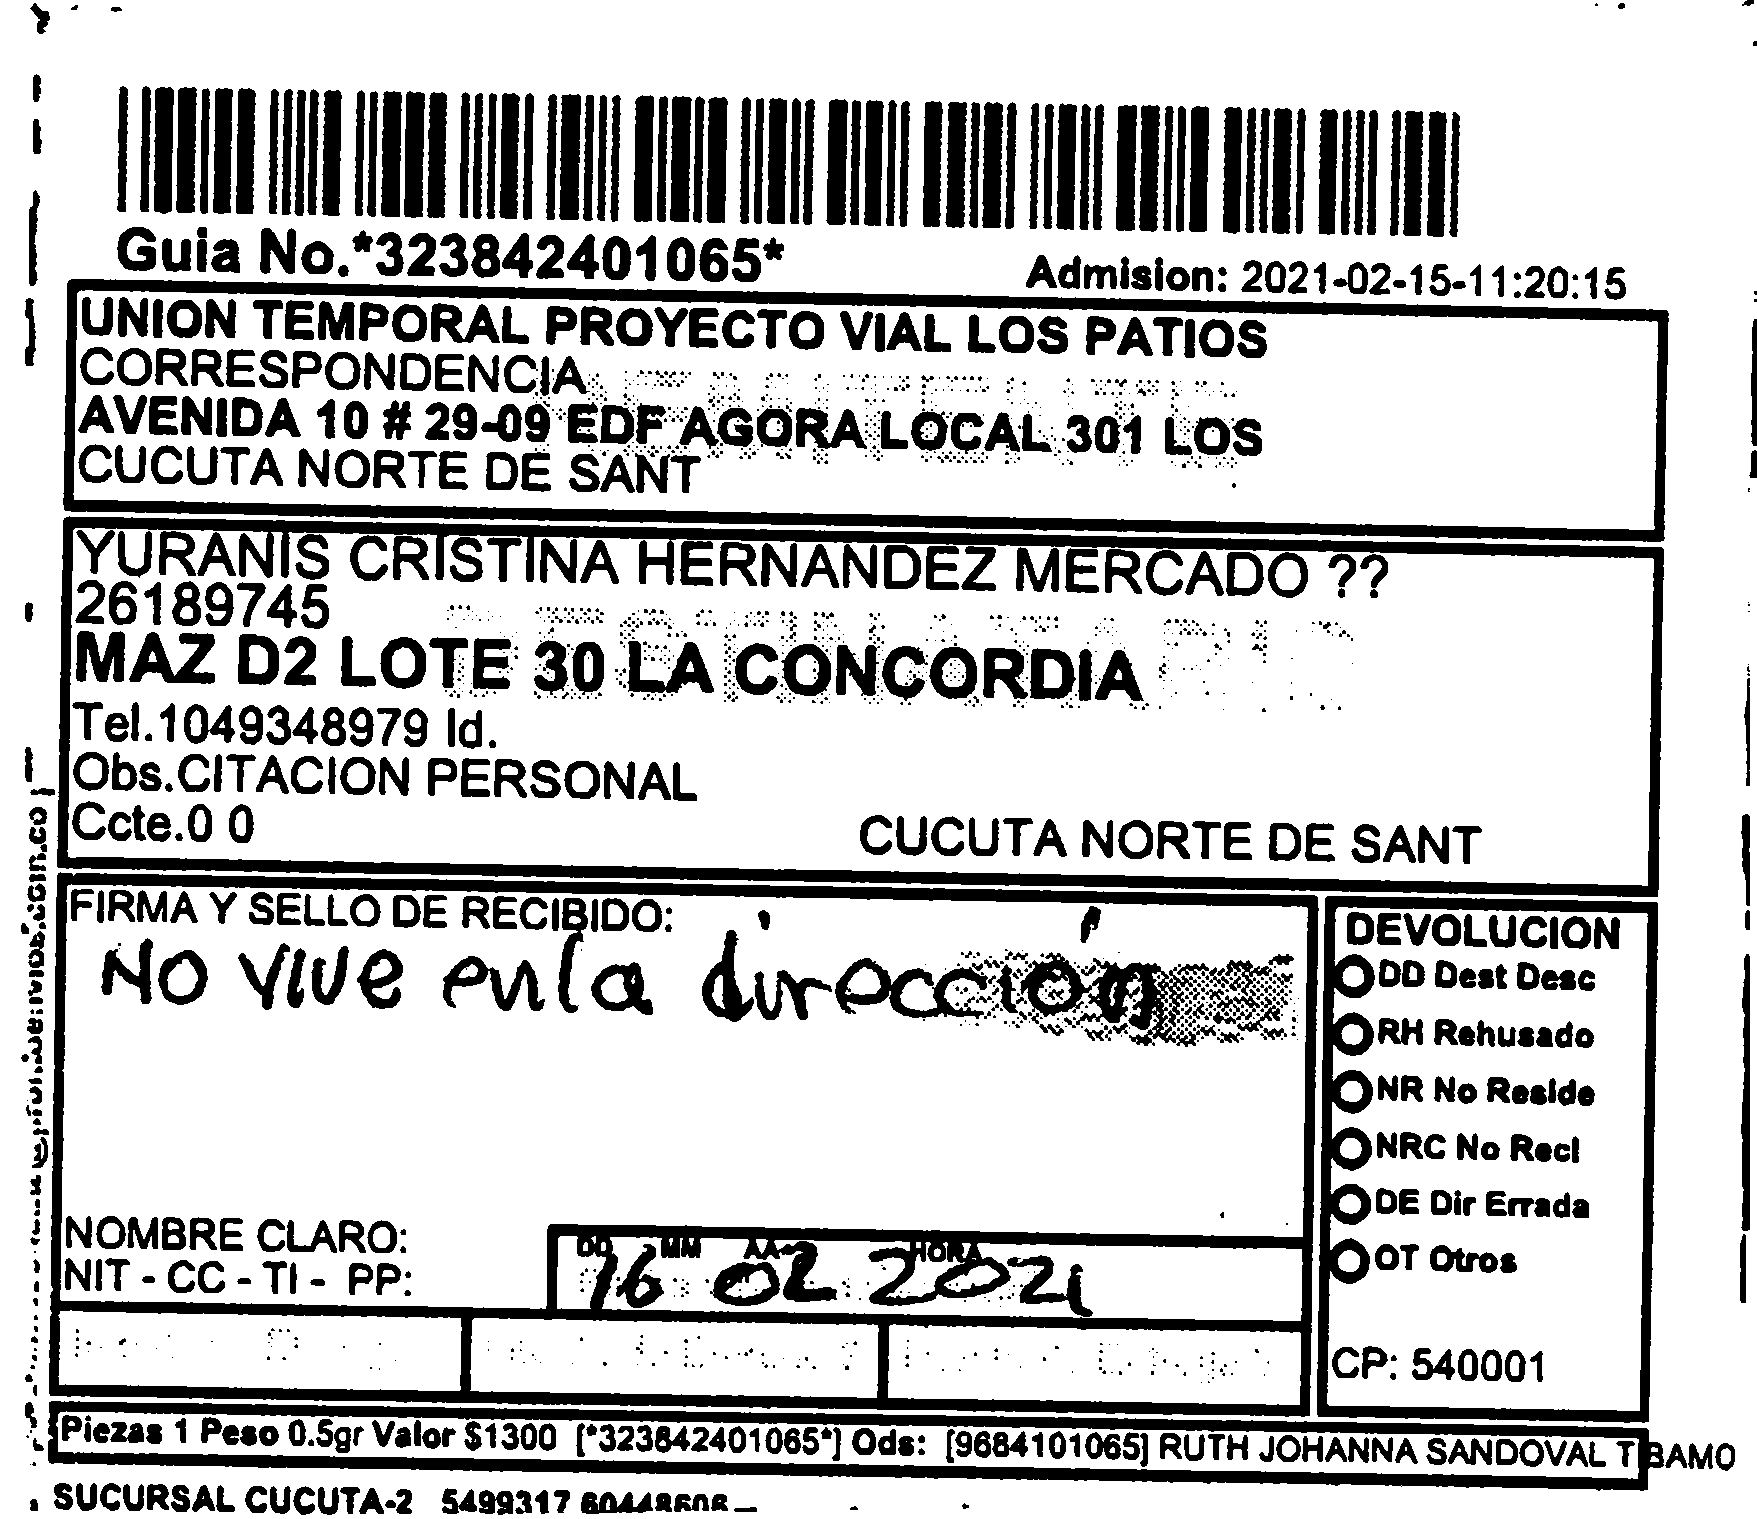 Guia No.*323842401065*
Admision: 2021-02-15-11:20:15
UNION TEMPORAL PROYECTO VIAL LOS PATIOS
CORRESPONDENCIA
AVENIDA 10 # 29-09 EDF AGORA LOCAL 301 LOS
CUCUTA NORTE DE SANT
YURANIS CRISTINA HERNANDEZ MERCADO ??
26189745
DESTINATARIO
MAZ D2 LOTE 30 LA CONCORDIA
Tel.1049348979 Id.
Obs.CITACION PERSONAL
Ccte.0 0
CUCUTA NORTE DE SANT
FIRMA Y SELLO DE RECIBIDO:
No vive en la dirección
NOMBRE CLARO:
NIT - CC - TI - PP:
DD MM AA HORA
16 02 2021
DEVOLUCION
DD Dest Desc
RH Rehusado
NR No Reside
NRC No Recl
DE Dir Errada
OT Otros
CP: 540001
Piezas 1 Peso 0.5gr Valor $1300 [*323842401065*] Ods: [9684101065] RUTH JOHANNA SANDOVAL TIBAMO
SUCURSAL CUCUTA-2 5499317